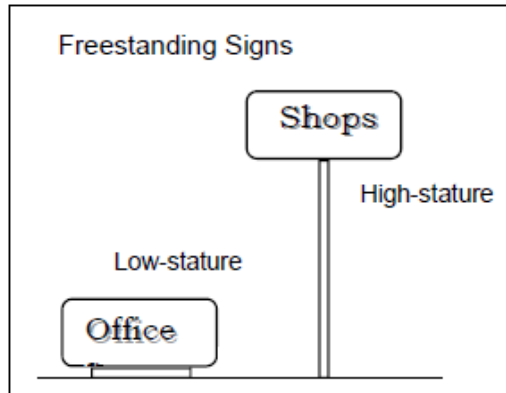 Freestanding Signs
Shops
High-stature
Low-stature
Office